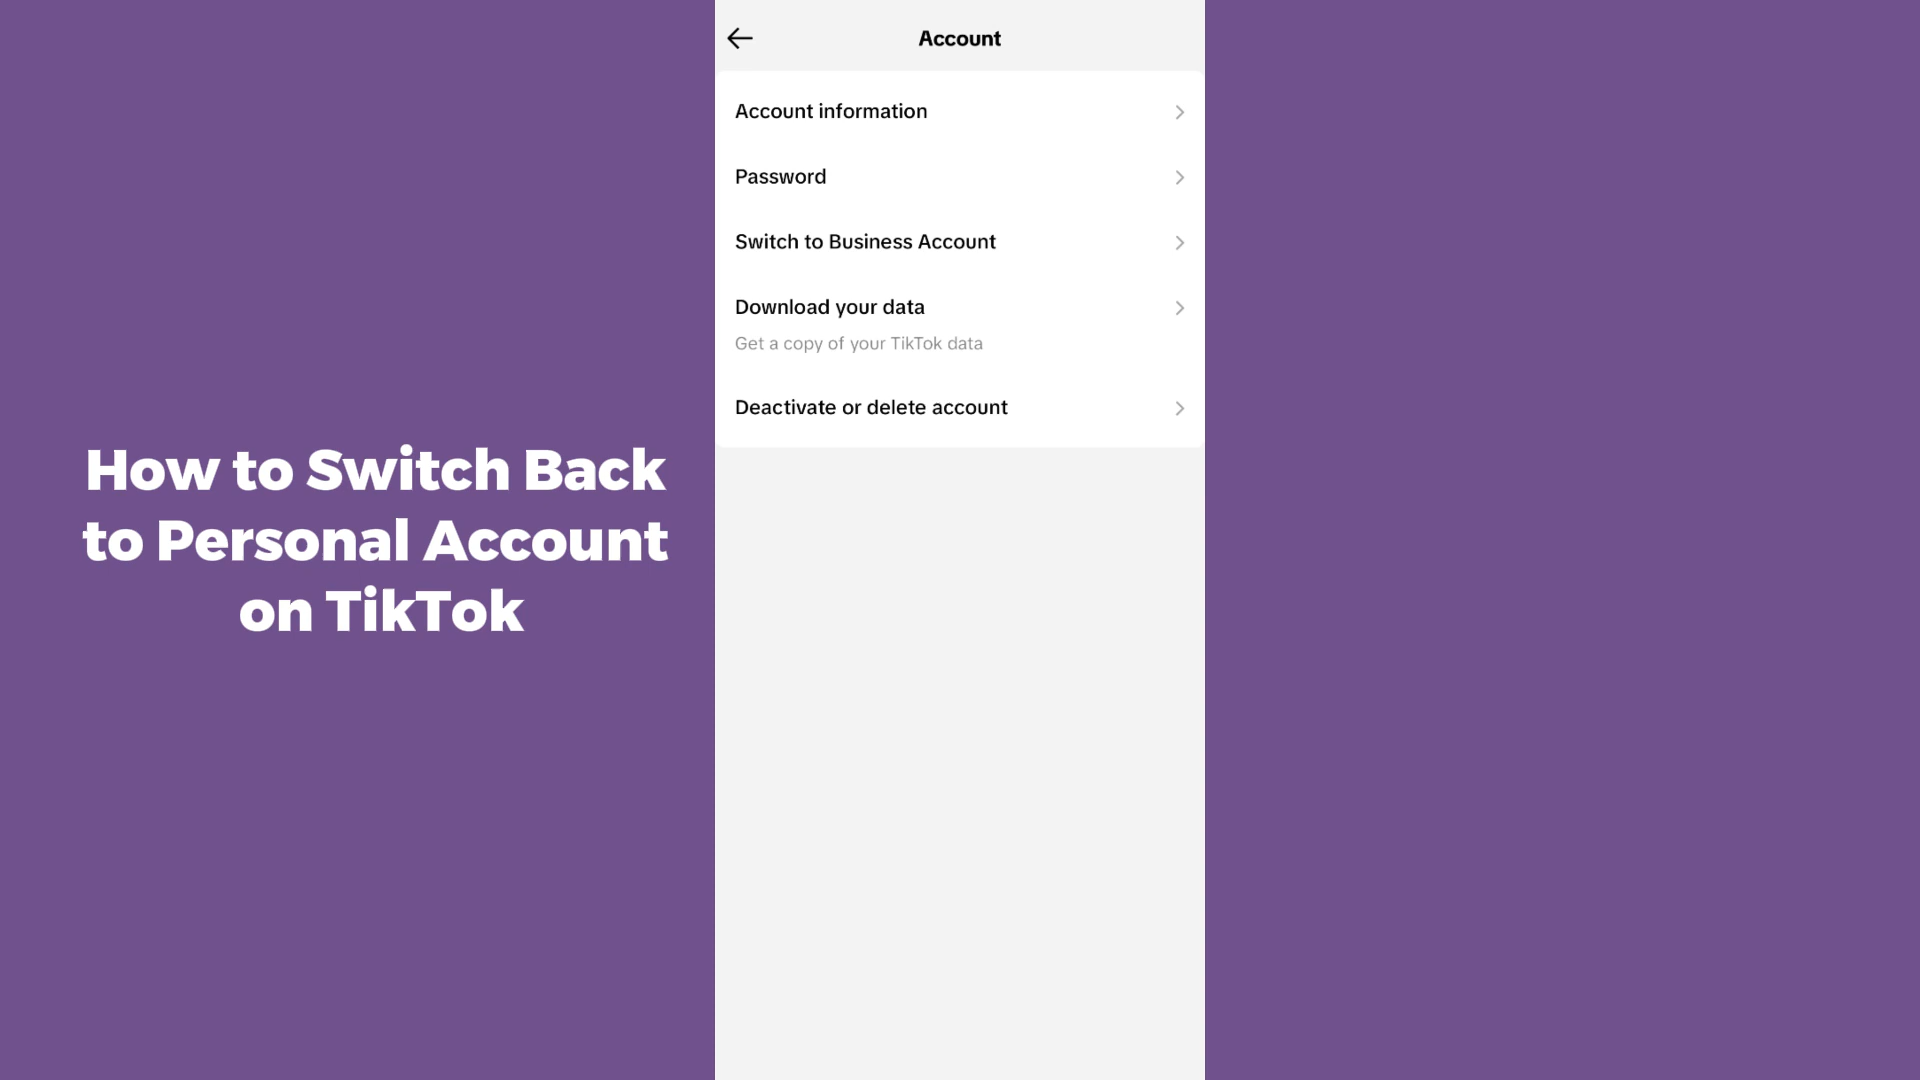 How to Switch Back
to Personal Account
on TikTok
Account
Account information
Password
Switch to Business Account
Download your data
Get a copy of your TikTok data
Deactivate or delete account